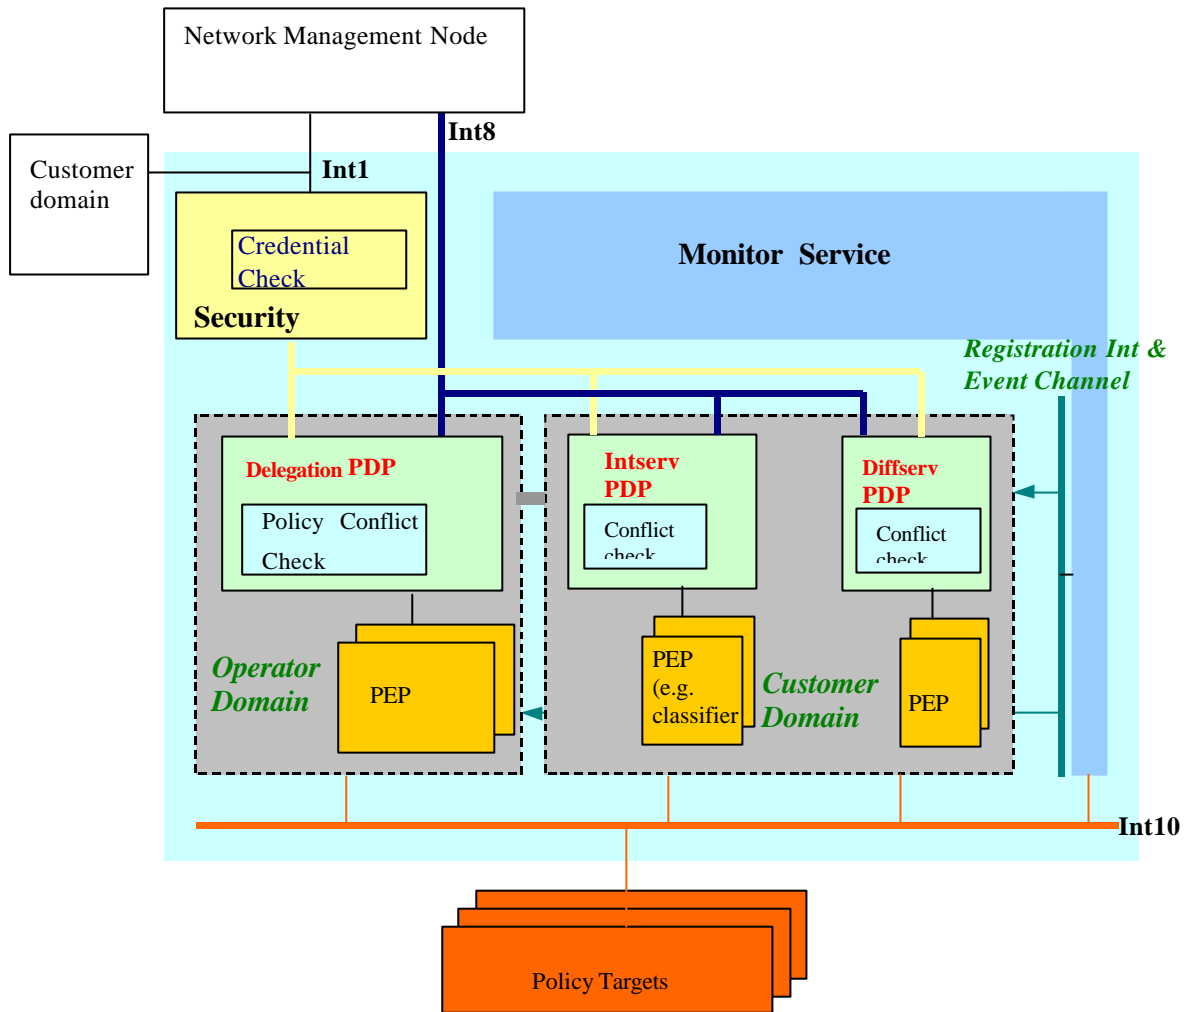 Network Management Node
Int8
Customer
domain
Int1
Credential
Check
Security
Monitor Service
Registration Int &
Event Channel
Delegation PDP
Policy Conflict
Check
Intserv
PDP
Conflict
check
Diffserv
PDP
Conflict
check
Operator
Domain
PEP
PEP
(e.g.
classifier
Customer
Domain
PEP
Int10
Policy Targets